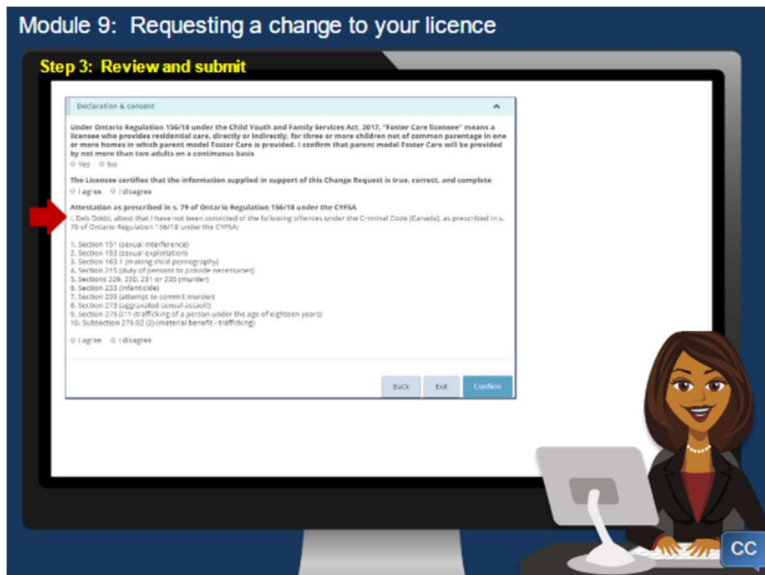 Module 9: Requesting a change to your licence
Step 3: Review and submit
Declaration & consent
Under Ontario Regulation 156/18 under the Child Youth and Family Services Act, 2017, "Foster Care licensee" means a
licensee who provides residential care, directly or indirectly, for three or more children not of common parentage in one
or more homes in which parent model Foster Care is provided. I confirm that parent model Foster Care will be provided
by not more than two adults on a continuous basis
Yes No
The Licensee certifies that the information supplied in support of this Change Request is true, correct, and complete
I agree I disagree
Attestation as prescribed in s. 79 of Ontario Regulation 156/18 under the CYFSA
I, Deb Dodd, attest that I have not been convicted of the following offences under the Criminal Code (Canada), as prescribed in s.
79 of Ontario Regulation 156/18 under the CYFSA:
1. Section 151 (sexual interference)
2. Section 153 (sexual exploitation)
3. Section 163.1 (making child pornography)
4. Section 215 (duty of persons to provide necessaries)
5. Sections 229, 230, 231 or 235 (murder)
6. Section 233 (infanticide)
7. Section 239 (attempt to commit murder)
8. Section 273 (aggravated sexual assault)
9. Section 279.011 (trafficking of a person under the age of eighteen years)
10. Subsection 279.02 (2) (material benefit - trafficking)
I agree I disagree
Back Exit Confirm
CC